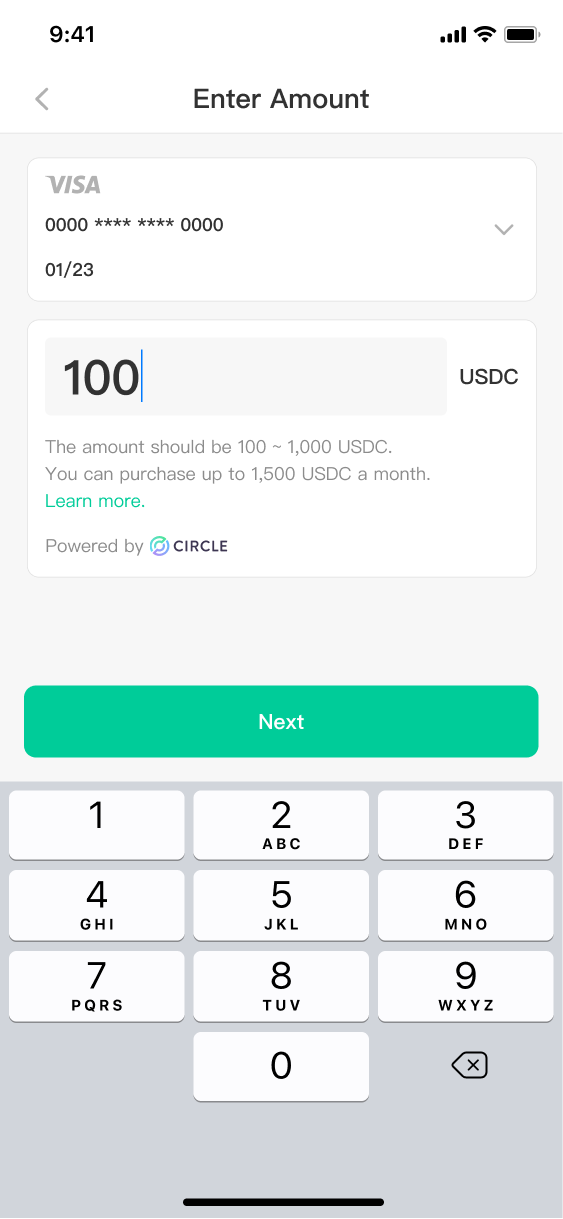 9:41
Enter Amount
VISA
0000 **** **** 0000
01/23
100 USDC
The amount should be 100 ~ 1,000 USDC.
You can purchase up to 1,500 USDC a month.
Learn more.
Powered by CIRCLE
Next
1 2 3
ABC DEF
4 5 6
GHI JKL MNO
7 8 9
PQRS TUV WXYZ
0